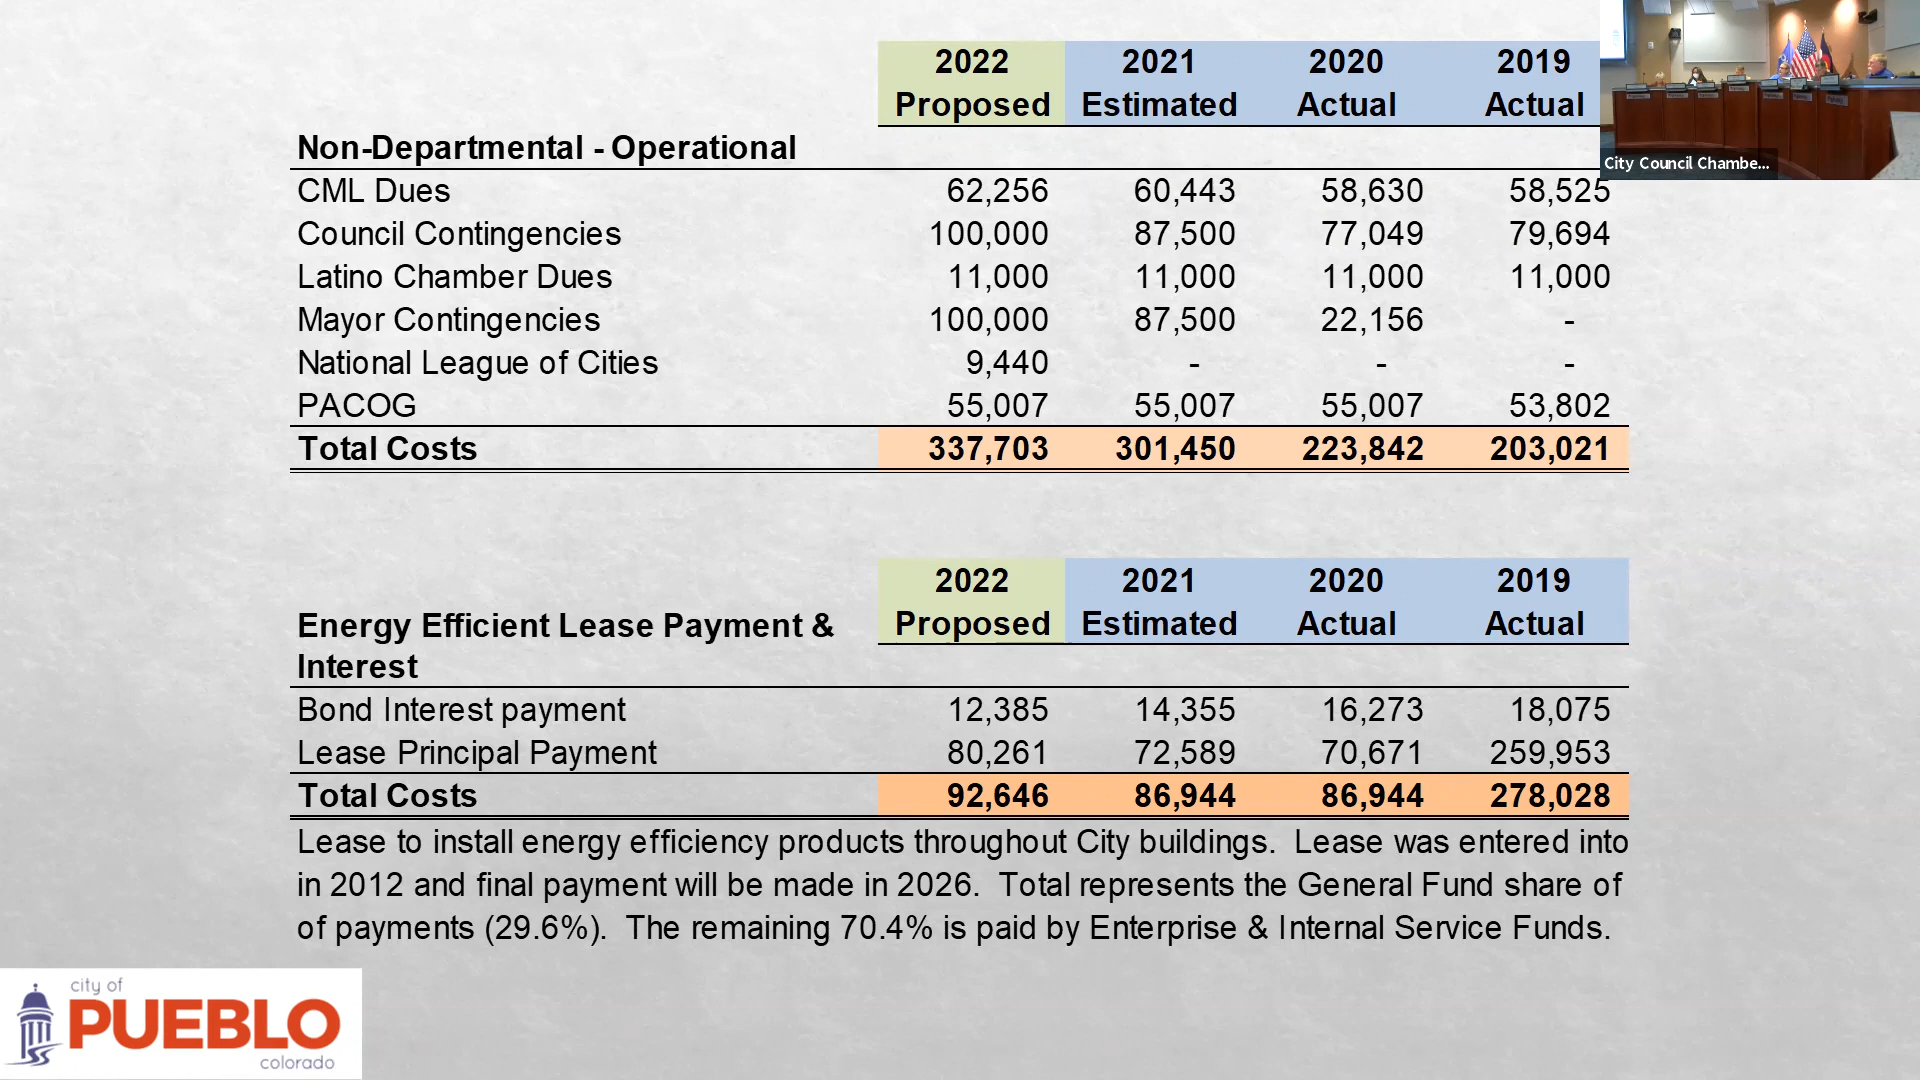 2022 2021 2020 2019
Proposed Estimated Actual Actual
Non-Departmental - Operational
CML Dues 62,256 60,443 58,630 58,525
Council Contingencies 100,000 87,500 77,049 79,694
Latino Chamber Dues 11,000 11,000 11,000 11,000
Mayor Contingencies 100,000 87,500 22,156 -
National League of Cities 9,440 - - -
PACOG 55,007 55,007 55,007 53,802
Total Costs 337,703 301,450 223,842 203,021
City Council Chambe...
2022 2021 2020 2019
Proposed Estimated Actual Actual
Energy Efficient Lease Payment &
Interest
Bond Interest payment 12,385 14,355 16,273 18,075
Lease Principal Payment 80,261 72,589 70,671 259,953
Total Costs 92,646 86,944 86,944 278,028
Lease to install energy efficiency products throughout City buildings. Lease was entered into
in 2012 and final payment will be made in 2026. Total represents the General Fund share of
of payments (29.6%). The remaining 70.4% is paid by Enterprise & Internal Service Funds.
city of
PUEBLO
colorado